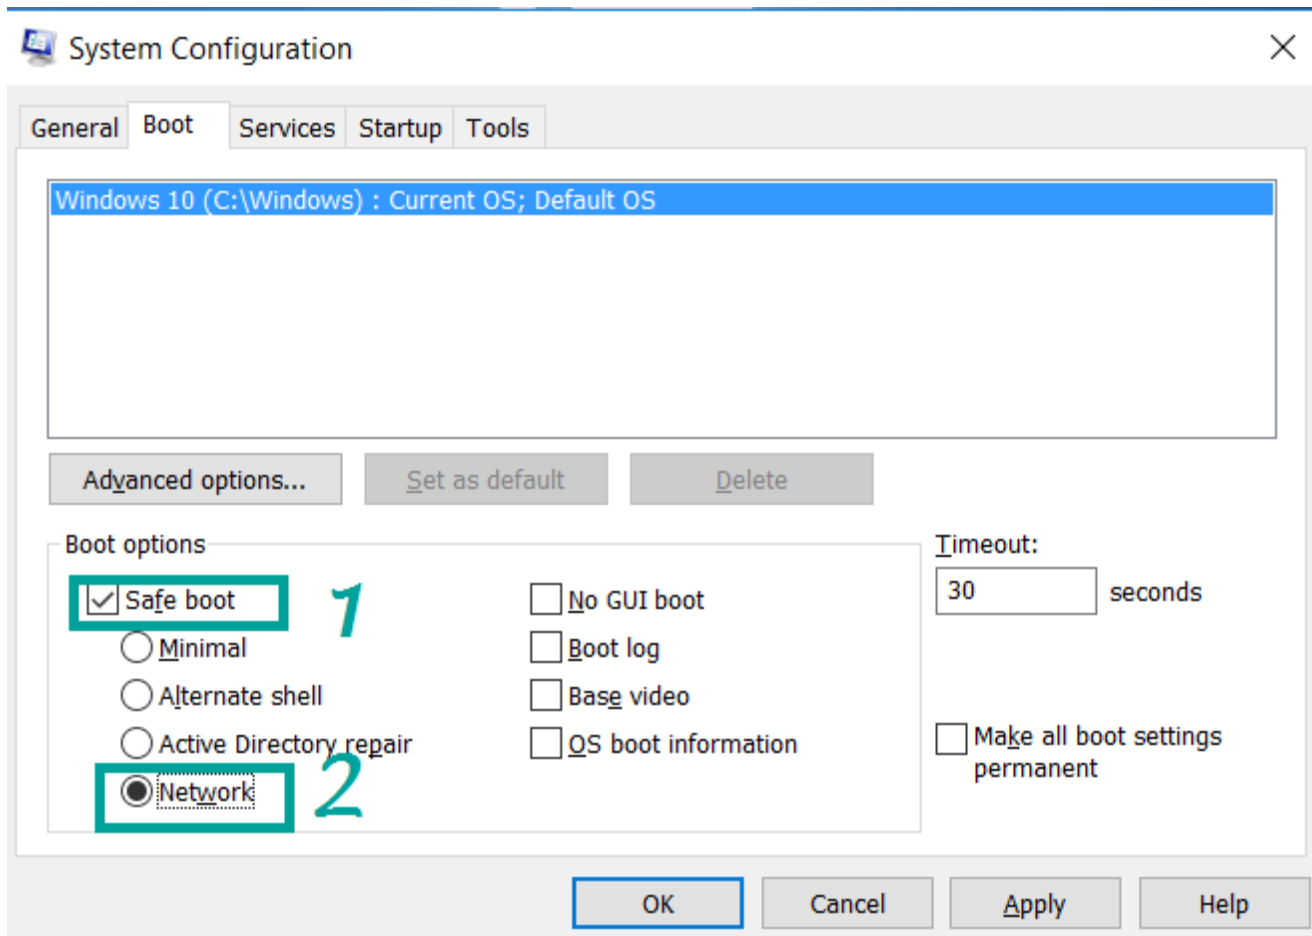 System Configuration
General Boot Services Startup Tools
Windows 10 (C:\Windows) : Current OS; Default OS
Advanced options... Set as default Delete
Boot options Timeout:
Safe boot 1 No GUI boot 30 seconds
Minimal Boot log
Alternate shell Base video
Active Directory repair OS boot information Make all boot settings
permanent
Network 2
OK Cancel Apply Help